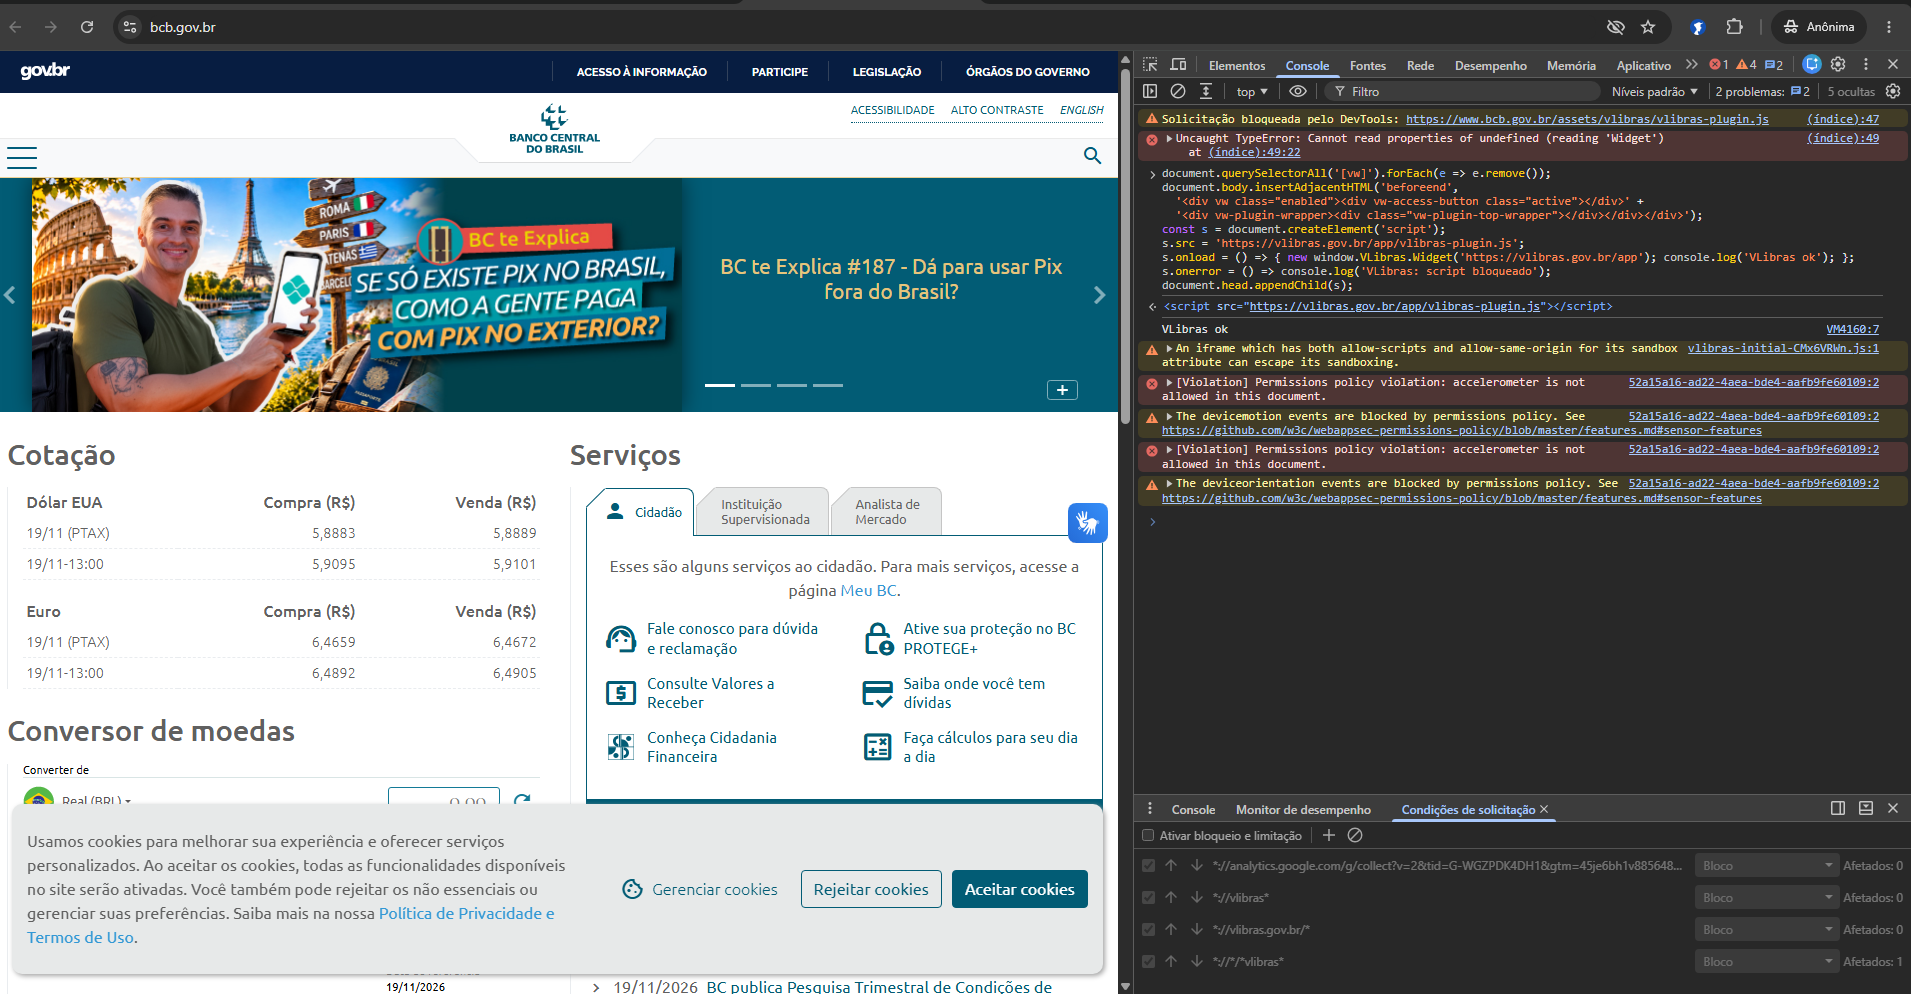 bcb.gov.br
Anônima
gov.br
ACESSO À INFORMAÇÃO
PARTICIPE
LEGISLAÇÃO
ÓRGÃOS DO GOVERNO
ACESSIBILIDADE
ALTO CONTRASTE
ENGLISH
BANCO CENTRAL
DO BRASIL
ROMA
PARIS
ATENAS
BC te Explica
SE SÓ EXISTE PIX NO BRASIL,
COMO A GENTE PAGA
COM PIX NO EXTERIOR?
BC te Explica #187 - Dá para usar Pix
fora do Brasil?
Cotação
Dólar EUA Compra (R$) Venda (R$)
19/11 (PTAX) 5,8883 5,8889
19/11-13:00 5,9095 5,9101
Euro Compra (R$) Venda (R$)
19/11 (PTAX) 6,4659 6,4672
19/11-13:00 6,4892 6,4905
Conversor de moedas
Converter de
Real (BRL)
Serviços
Cidadão
Instituição
Supervisionada
Analista de
Mercado
Esses são alguns serviços ao cidadão. Para mais serviços, acesse a
página Meu BC.
Fale conosco para dúvida
e reclamação
Ative sua proteção no BC
PROTEGE+
Consulte Valores a
Receber
Saiba onde você tem
dívidas
Conheça Cidadania
Financeira
Faça cálculos para seu dia
a dia
Usamos cookies para melhorar sua experiência e oferecer serviços
personalizados. Ao aceitar os cookies, todas as funcionalidades disponíveis
no site serão ativadas. Você também pode rejeitar os não essenciais ou
gerenciar suas preferências. Saiba mais na nossa Política de Privacidade e
Termos de Uso.
Gerenciar cookies
Rejeitar cookies
Aceitar cookies
19/11/2026
19/11/2026 BC publica Pesquisa Trimestral de Condições de
Elementos Console Fontes Rede Desempenho Memória Aplicativo 1 4 2
top Filtro Níveis padrão 2 problemas: 2 5 ocultas
Solicitação bloqueada pelo DevTools: https://www.bcb.gov.br/assets/vlibras/vlibras-plugin.js (índice):47
Uncaught TypeError: Cannot read properties of undefined (reading 'Widget') (índice):49
at (índice):49:22
document.querySelectorAll('[vw]').forEach(e => e.remove());
document.body.insertAdjacentHTML('beforeend',
'<div vw class="enabled"><div vw-access-button class="active"></div>' +
'<div vw-plugin-wrapper><div class="vw-plugin-top-wrapper"></div></div></div>');
const s = document.createElement('script');
s.src = 'https://vlibras.gov.br/app/vlibras-plugin.js';
s.onload = () => { new window.VLibras.Widget('https://vlibras.gov.br/app'); console.log('VLibras ok'); };
s.onerror = () => console.log('VLibras: script bloqueado');
document.head.appendChild(s);
<script src="https://vlibras.gov.br/app/vlibras-plugin.js"></script>
VLibras ok VM4160:7
An iframe which has both allow-scripts and allow-same-origin for its sandbox vlibras-initial-CMx6VRWn.js:1
attribute can escape its sandboxing.
[Violation] Permissions policy violation: accelerometer is not 52a15a16-ad22-4aea-bde4-aafb9fe60109:2
allowed in this document.
The devicemotion events are blocked by permissions policy. See 52a15a16-ad22-4aea-bde4-aafb9fe60109:2
https://github.com/w3c/webappsec-permissions-policy/blob/master/features.md#sensor-features
[Violation] Permissions policy violation: accelerometer is not 52a15a16-ad22-4aea-bde4-aafb9fe60109:2
allowed in this document.
The deviceorientation events are blocked by permissions policy. See 52a15a16-ad22-4aea-bde4-aafb9fe60109:2
https://github.com/w3c/webappsec-permissions-policy/blob/master/features.md#sensor-features
Console Monitor de desempenho Condições de solicitação
Ativar bloqueio e limitação
*://analytics.google.com/g/collect?v=2&tid=G-WGZPDK4DH1&gtm=45je6bh1v885648... Bloco Afetados: 0
*://vlibras* Bloco Afetados: 0
*://vlibras.gov.br/* Bloco Afetados: 0
*://*/*vlibras* Bloco Afetados: 1